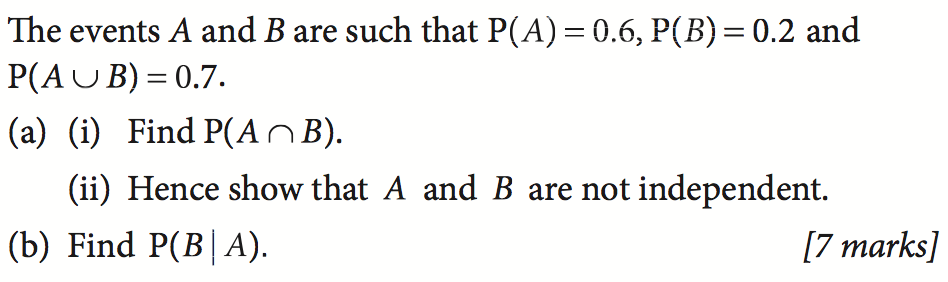 The events A and B are such that P(A) = 0.6, P(B) = 0.2 and
P(A ∪ B) = 0.7.
(a) (i) Find P(A ∩ B).
(ii) Hence show that A and B are not independent.
(b) Find P(B | A). [7 marks]